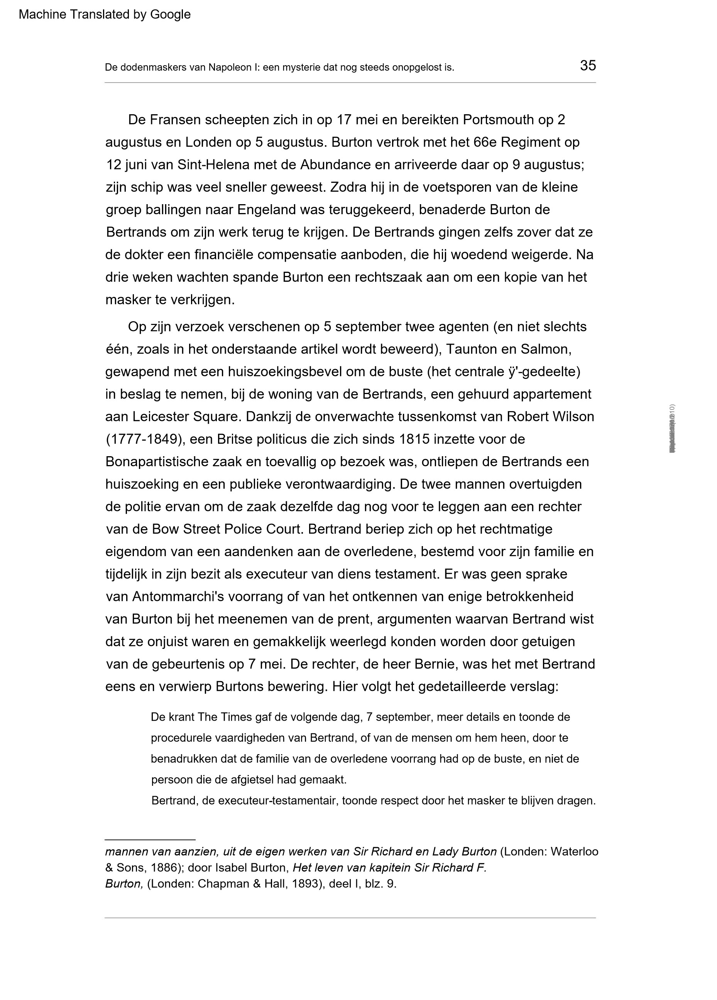 Machine Translated by Google
De dodenmaskers van Napoleon I: een mysterie dat nog steeds onopgelost is. 35
De Fransen scheepten zich in op 17 mei en bereikten Portsmouth op 2
augustus en Londen op 5 augustus. Burton vertrok met het 66e Regiment op
12 juni van Sint-Helena met de Abundance en arriveerde daar op 9 augustus;
zijn schip was veel sneller geweest. Zodra hij in de voetsporen van de kleine
groep ballingen naar Engeland was teruggekeerd, benaderde Burton de
Bertrands om zijn werk terug te krijgen. De Bertrands gingen zelfs zover dat ze
de dokter een financiële compensatie aanboden, die hij woedend weigerde. Na
drie weken wachten spande Burton een rechtszaak aan om een kopie van het
masker te verkrijgen.
Op zijn verzoek verschenen op 5 september twee agenten (en niet slechts
één, zoals in het onderstaande artikel wordt beweerd), Taunton en Salmon,
gewapend met een huiszoekingsbevel om de buste (het centrale ÿ'-gedeelte)
in beslag te nemen, bij de woning van de Bertrands, een gehuurd appartement
aan Leicester Square. Dankzij de onverwachte tussenkomst van Robert Wilson
(1777-1849), een Britse politicus die zich sinds 1815 inzette voor de
Bonapartistische zaak en toevallig op bezoek was, ontliepen de Bertrands een
huiszoeking en een publieke verontwaardiging. De twee mannen overtuigden
de politie ervan om de zaak dezelfde dag nog voor te leggen aan een rechter
van de Bow Street Police Court. Bertrand beriep zich op het rechtmatige
eigendom van een aandenken aan de overledene, bestemd voor zijn familie en
tijdelijk in zijn bezit als executeur van diens testament. Er was geen sprake
van Antommarchi's voorrang of van het ontkennen van enige betrokkenheid
van Burton bij het meenemen van de prent, argumenten waarvan Bertrand wist
dat ze onjuist waren en gemakkelijk weerlegd konden worden door getuigen
van de gebeurtenis op 7 mei. De rechter, de heer Bernie, was het met Bertrand
eens en verwierp Burtons bewering. Hier volgt het gedetailleerde verslag:
De krant The Times gaf de volgende dag, 7 september, meer details en toonde de
procedurele vaardigheden van Bertrand, of van de mensen om hem heen, door te
benadrukken dat de familie van de overledene voorrang had op de buste, en niet de
persoon die de afgietsel had gemaakt.
Bertrand, de executeur-testamentair, toonde respect door het masker te blijven dragen.
mannen van aanzien, uit de eigen werken van Sir Richard en Lady Burton (Londen: Waterloo
& Sons, 1886); door Isabel Burton, Het leven van kapitein Sir Richard F.
Burton, (Londen: Chapman & Hall, 1893), deel I, blz. 9.